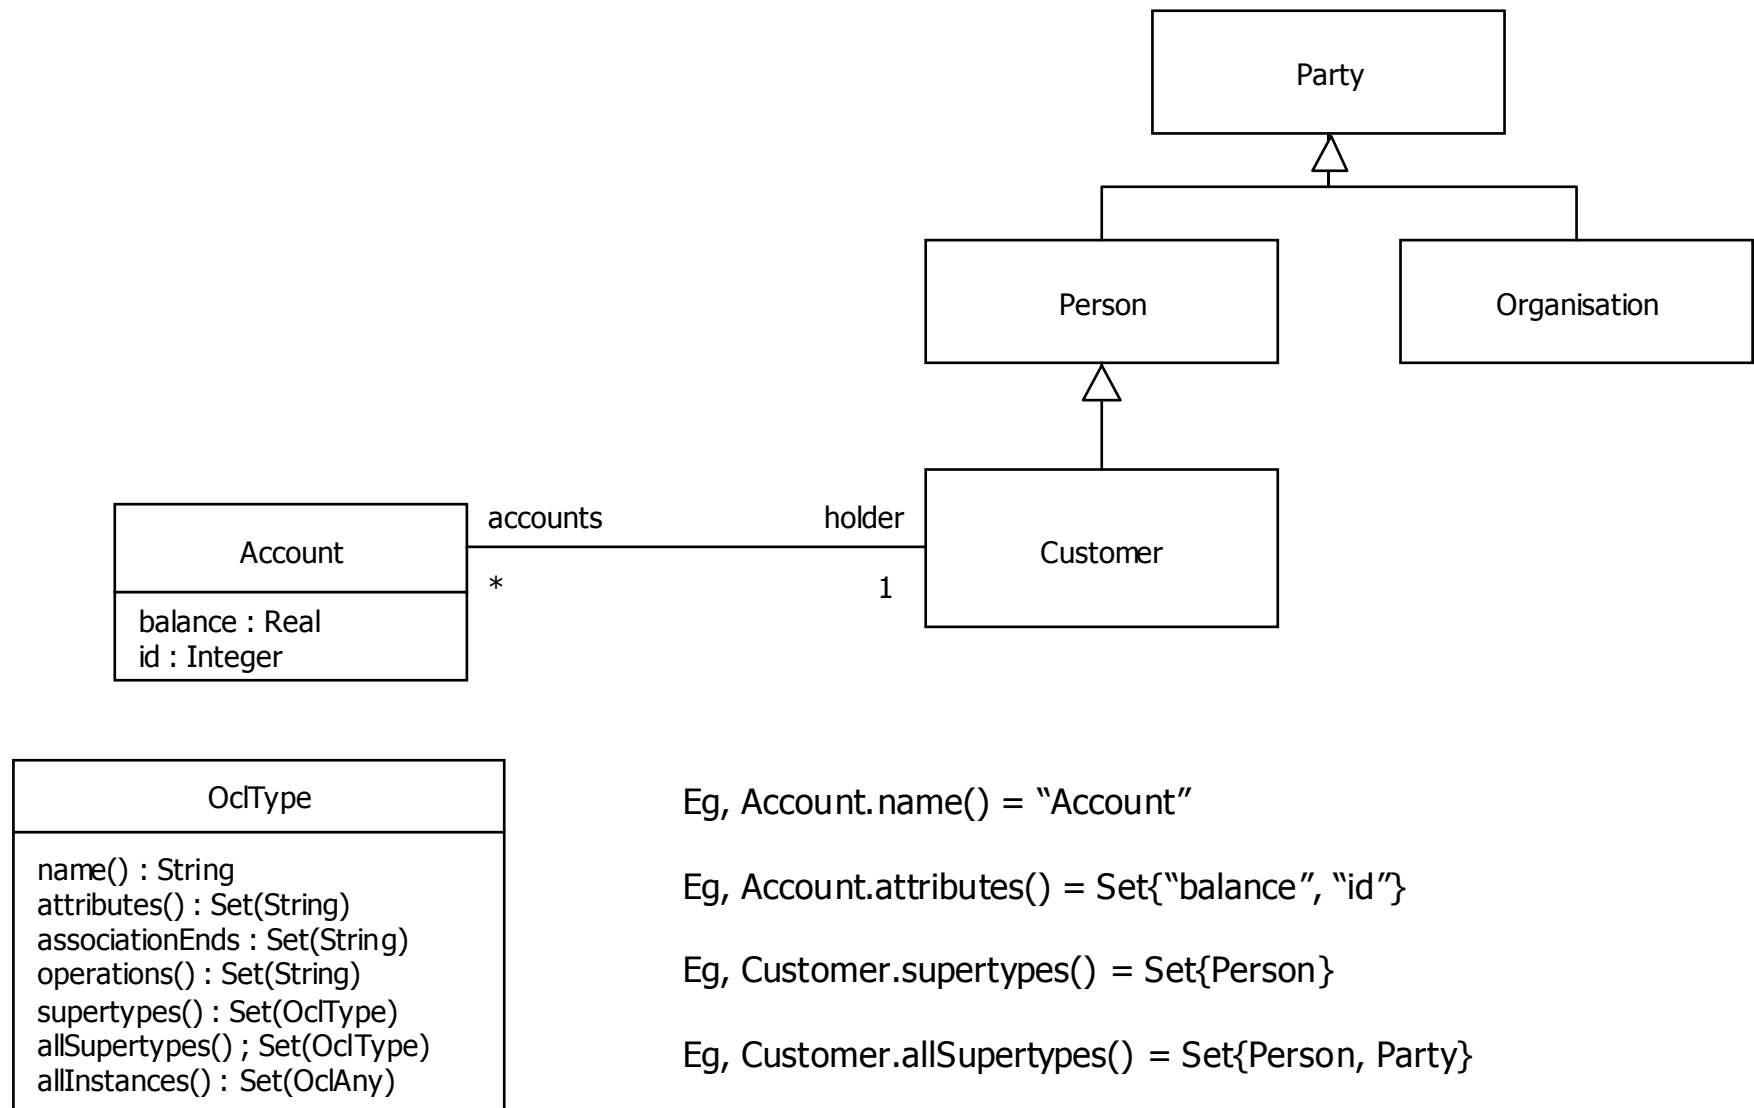 Party
Person
Organisation
accounts
holder
Account
Customer
*
1
balance : Real
id : Integer
OclType
name() : String
attributes() : Set(String)
associationEnds : Set(String)
operations() : Set(String)
supertypes() : Set(OclType)
allSupertypes() ; Set(OclType)
allInstances() : Set(OclAny)
Eg, Account.name() = “Account”
Eg, Account.attributes() = Set{“balance”, “id”}
Eg, Customer.supertypes() = Set{Person}
Eg, Customer.allSupertypes() = Set{Person, Party}